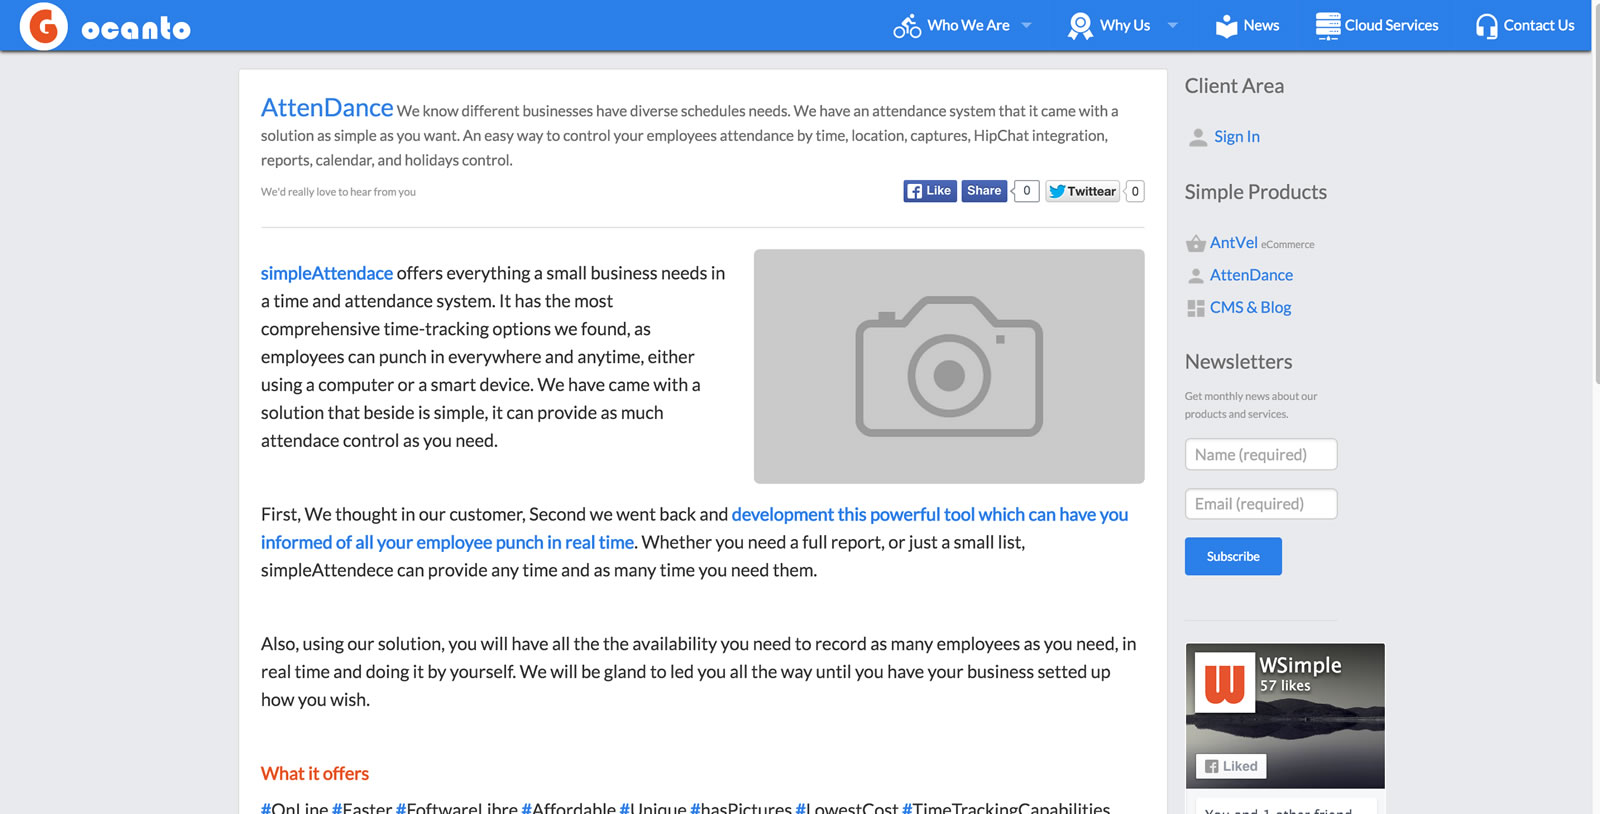 G ocanto
Who We Are
Why Us
News
Cloud Services
Contact Us
AttenDance We know different businesses have diverse schedules needs. We have an attendance system that it came with a
solution as simple as you want. An easy way to control your employees attendance by time, location, captures, HipChat integration,
reports, calendar, and holidays control.
We'd really love to hear from you
Like Share 0 Twittear 0
simpleAttendace offers everything a small business needs in
a time and attendance system. It has the most
comprehensive time-tracking options we found, as
employees can punch in everywhere and anytime, either
using a computer or a smart device. We have came with a
solution that beside is simple, it can provide as much
attendace control as you need.
First, We thought in our customer, Second we went back and development this powerful tool which can have you
informed of all your employee punch in real time. Whether you need a full report, or just a small list,
simpleAttendece can provide any time and as many time you need them.
Also, using our solution, you will have all the the availability you need to record as many employees as you need, in
real time and doing it by yourself. We will be gland to led you all the way until you have your business setted up
how you wish.
What it offers
#OnLine #Faster #FoftwareLibre #Affordable #Unique #hasPictures #LowestCost #TimeTrackingCapabilities
Client Area
Sign In
Simple Products
AntVel eCommerce
AttenDance
CMS & Blog
Newsletters
Get monthly news about our
products and services.
Name (required)
Email (required)
Subscribe
W
WSimple
57 likes
Liked
You and 1 other friend